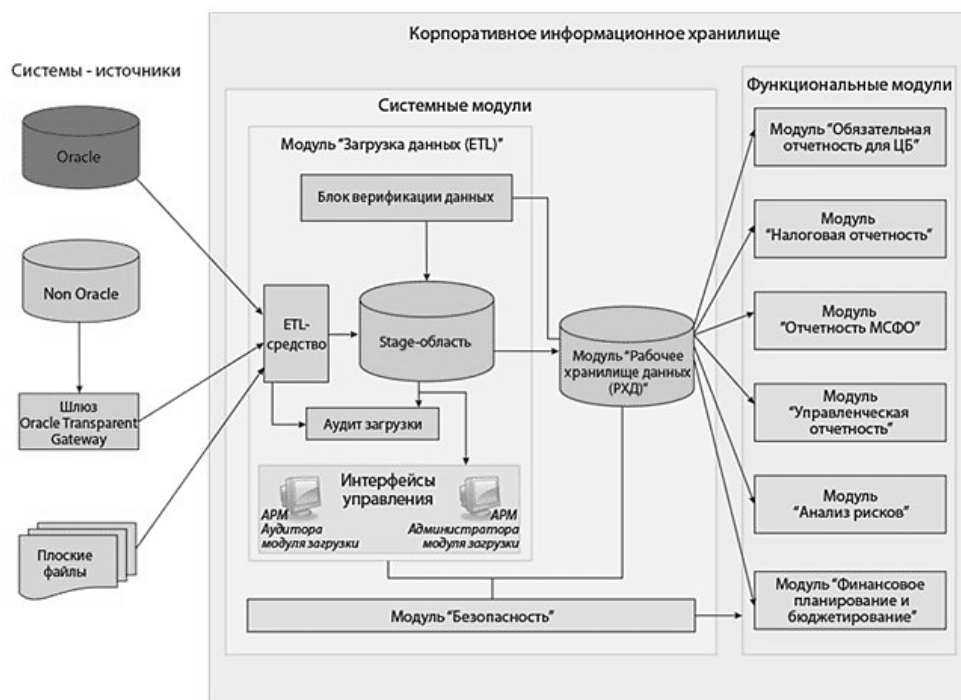 Корпоративное информационное хранилище
Системы - источники
Oracle
Non Oracle
Шлюз
Oracle Transparent
Gateway
Плоские
файлы
Системные модули
Модуль "Загрузка данных (ETL)"
Блок верификации данных
ETL-
средство
Stage-область
Аудит загрузки
Интерфейсы
управления
АРМ
Аудитора
модуля загрузки
АРМ
Администратора
модуля загрузки
Модуль "Рабочее
хранилище данных
(РХД)"
Модуль "Безопасность"
Функциональные модули
Модуль "Обязательная
отчетность для ЦБ"
Модуль
"Налоговая отчетность"
Модуль
"Отчетность МСФО"
Модуль
"Управленческая
отчетность"
Модуль
"Анализ рисков"
Модуль "Финансовое
планирование и
бюджетирование"